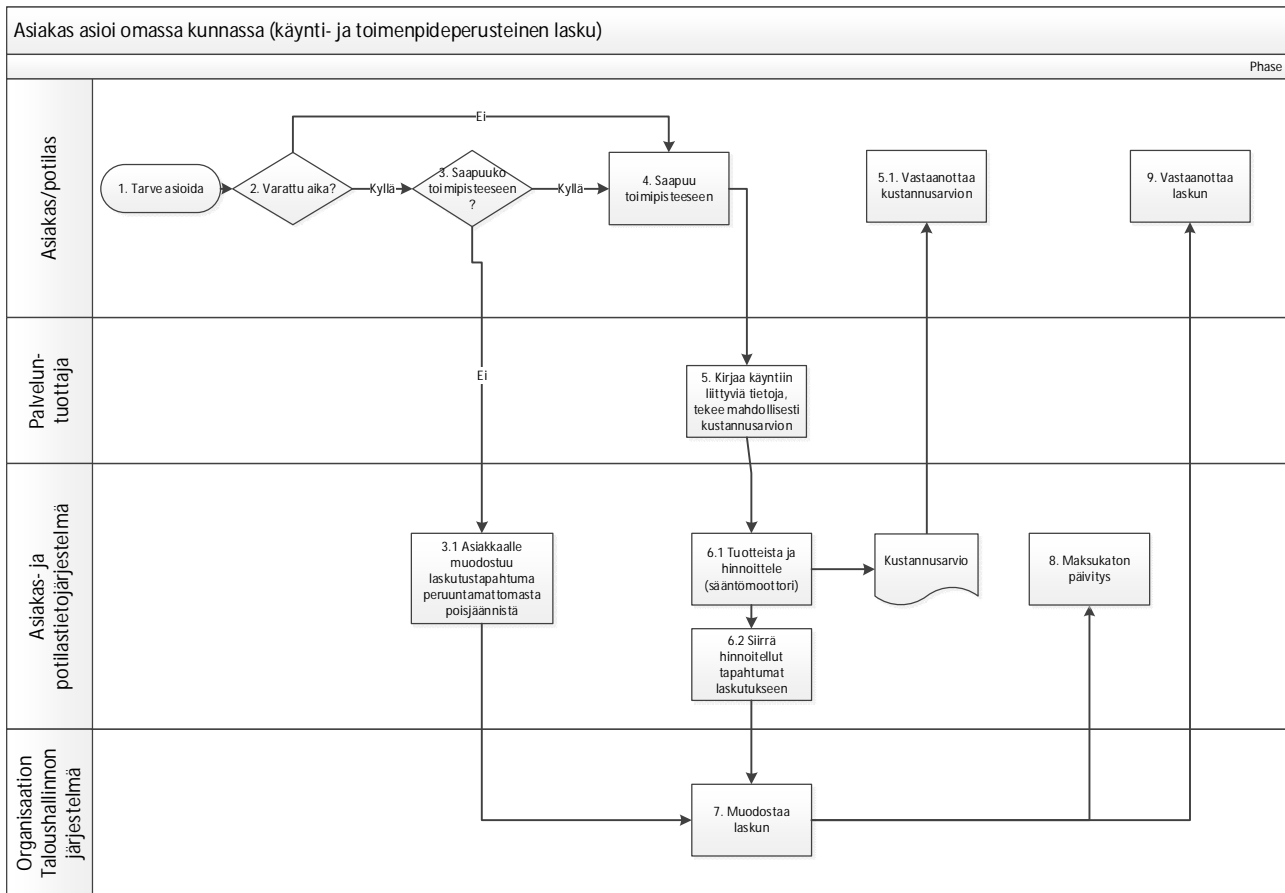 Asiakas asioi omassa kunnassa (käynti- ja toimenpideperusteinen lasku)
Phase
Asiakas/potilas
Ei
1. Tarve asioida
2. Varattu aika?
Kyllä
3. Saapuuko
toimipisteeseen
?
Kyllä
4. Saapuu
toimipisteeseen
5.1. Vastaanottaa
kustannusarvion
9. Vastaanottaa
laskun
Palvelun-
tuottaja
Ei
5. Kirjaa käyntiin
liittyviä tietoja,
tekee mahdollisesti
kustannusarvion
Asiakas- ja
potilastietojärjestelmä
3.1 Asiakkaalle
muodostuu
laskutustapahtuma
peruuntamattomasta
poisjäännistä
6.1 Tuotteista ja
hinnoittele
(sääntömoottori)
Kustannusarvio
8. Maksukaton
päivitys
6.2 Siirrä
hinnoitellut
tapahtumat
laskutukseen
Organisaation
Taloushallinnon
järjestelmä
7. Muodostaa
laskun